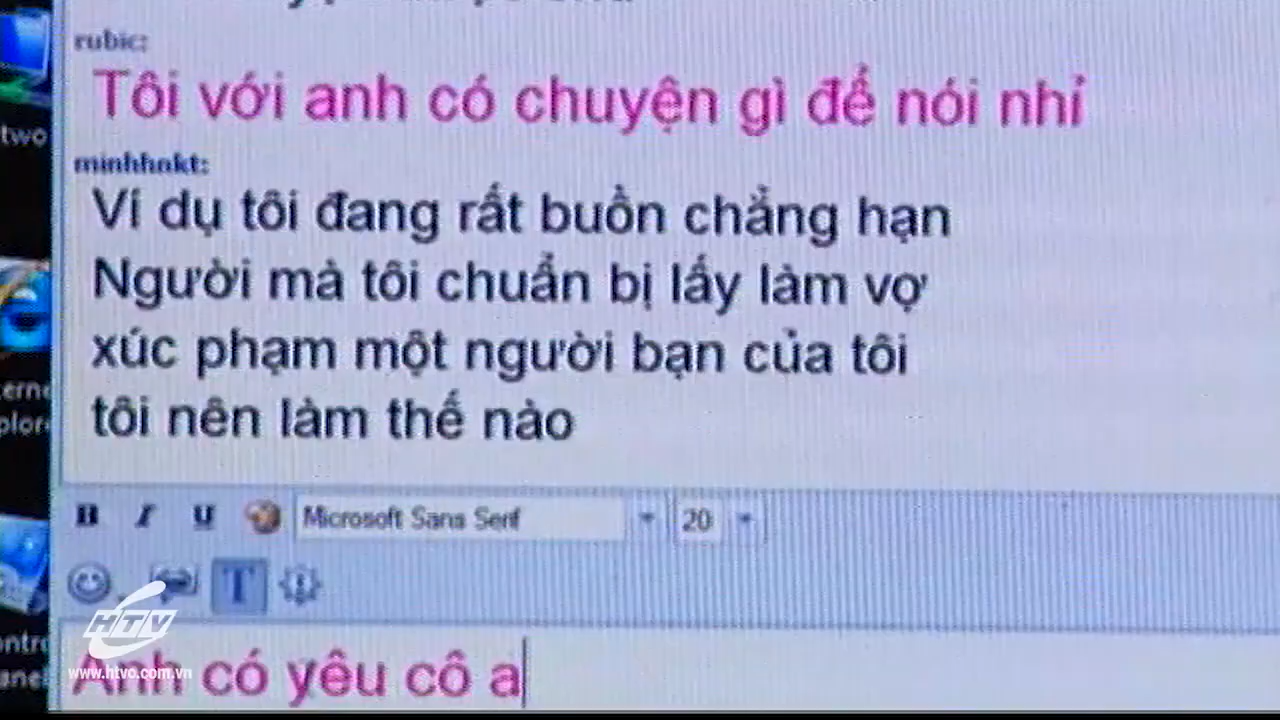 rubic:
Tôi với anh có chuyện gì để nói nhỉ
two
minhhnkt:
Ví dụ tôi đang rất buồn chẳng hạn
Người mà tôi chuẩn bị lấy làm vợ
xúc phạm một người bạn của tôi
tôi nên làm thế nào
B I U Microsoft Sans Serif 20
T
HTV
www.htvc.com.vn
Anh có yêu cô a